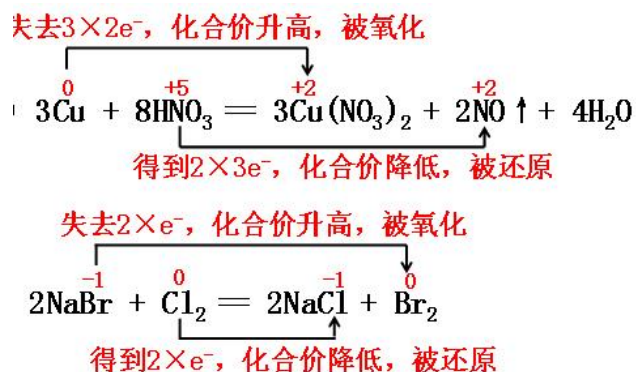 失去3×2e⁻，化合价升高，被氧化
0 +5 +2 +2
3Cu + 8HNO₃ = 3Cu(NO₃)₂ + 2NO↑ + 4H₂O
得到2×3e⁻，化合价降低，被还原
失去2×e⁻，化合价升高，被氧化
-1 0 -1 0
2NaBr + Cl₂ = 2NaCl + Br₂
得到2×e⁻，化合价降低，被还原